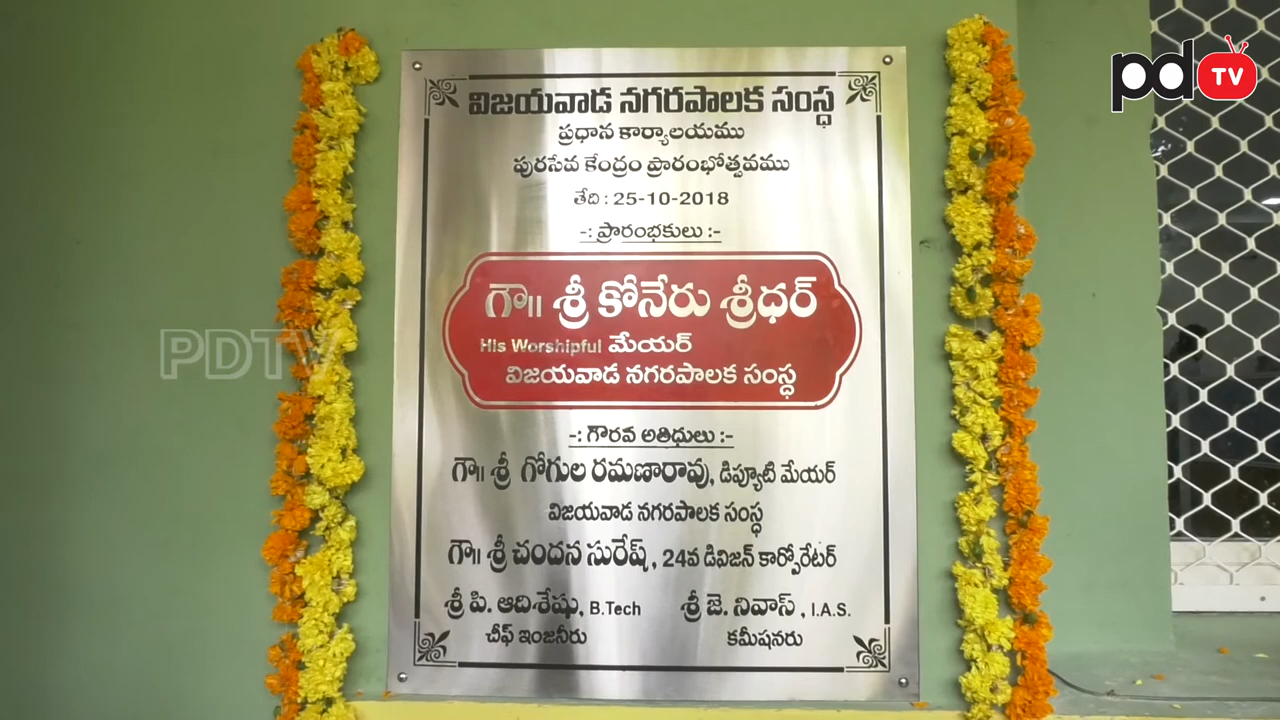 pd TV
విజయవాడ నగరపాలక సంస్థ
ప్రధాన కార్యాలయము
పురసేవ కేంద్రం ప్రారంభోత్సవము
తేది : 25-10-2018
-: ప్రారంభకులు :-
గౌ॥ శ్రీ కోనేరు శ్రీధర్
His Worshipful మేయర్
విజయవాడ నగరపాలక సంస్థ
PDTV
-: గౌరవ అతిధులు :-
గౌ॥ శ్రీ గోగుల రమణారావు, డిప్యూటి మేయర్
విజయవాడ నగరపాలక సంస్థ
గౌ॥ శ్రీ చందన సురేష్, 24వ డివిజన్ కార్పోరేటర్
శ్రీ పి. ఆదిశేషు, B.Tech శ్రీ జె. నివాస్, I.A.S.
చీఫ్ ఇంజనీరు కమీషనరు